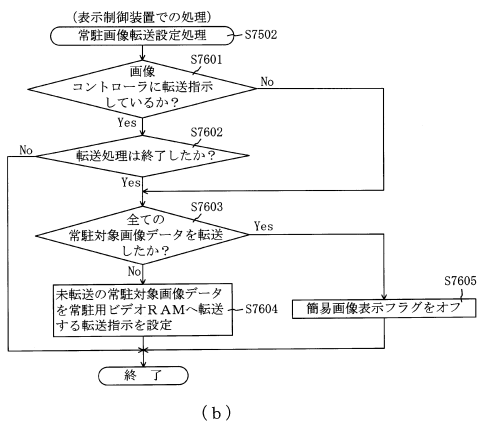 (表示制御装置での処理)
常駐画像転送設定処理
S7502
S7601
画像
コントローラに転送指示
しているか?
No
Yes
S7602
No
転送処理は終了したか?
Yes
S7603
全ての
常駐対象画像データを転送
したか?
Yes
No
未転送の常駐対象画像データ
を常駐用ビデオRAMへ転送
する転送指示を設定
S7604
S7605
簡易画像表示フラグをオフ
終 了
(b)